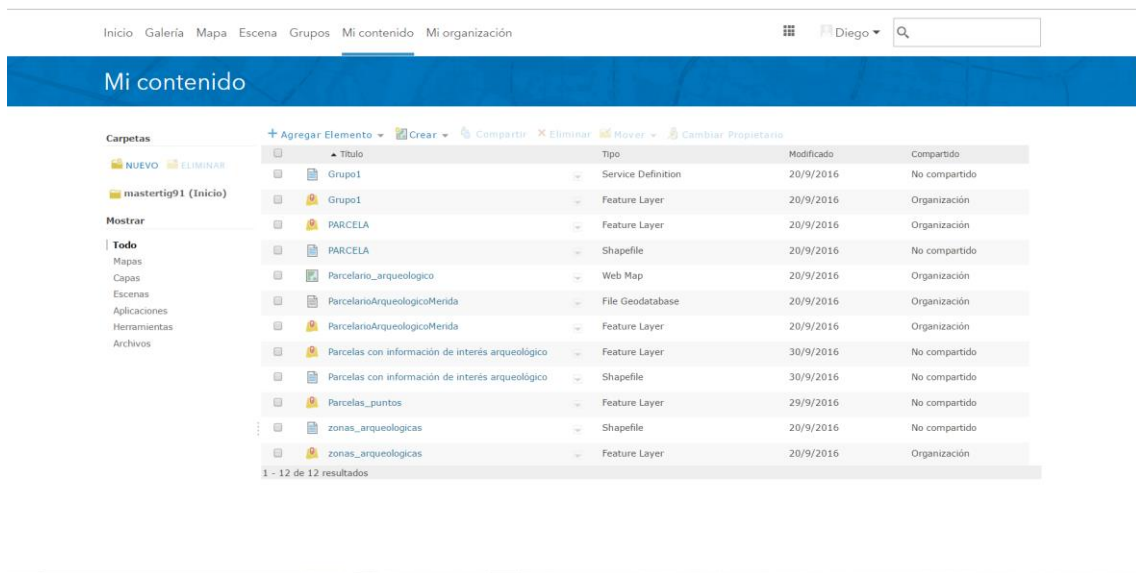 Inicio Galería Mapa Escena Grupos Mi contenido Mi organización Diego
Mi contenido
Carpetas
NUEVO ELIMINAR
mastertig91 (Inicio)
Mostrar
Todo
Mapas
Capas
Escenas
Aplicaciones
Herramientas
Archivos
Agregar Elemento Crear Compartir Eliminar Mover Cambiar Propietario
Título Tipo Modificado Compartido
Grupo1 Service Definition 20/9/2016 No compartido
Grupo1 Feature Layer 20/9/2016 Organización
PARCELA Feature Layer 20/9/2016 Organización
PARCELA Shapefile 20/9/2016 No compartido
Parcelario_arqueologico Web Map 20/9/2016 Organización
ParcelarioArqueologicoMerida File Geodatabase 20/9/2016 Organización
ParcelarioArqueologicoMerida Feature Layer 20/9/2016 Organización
Parcelas con información de interés arqueológico Feature Layer 30/9/2016 No compartido
Parcelas con información de interés arqueológico Shapefile 30/9/2016 No compartido
Parcelas_puntos Feature Layer 29/9/2016 No compartido
zonas_arqueologicas Shapefile 20/9/2016 No compartido
zonas_arqueologicas Feature Layer 20/9/2016 Organización
1 - 12 de 12 resultados